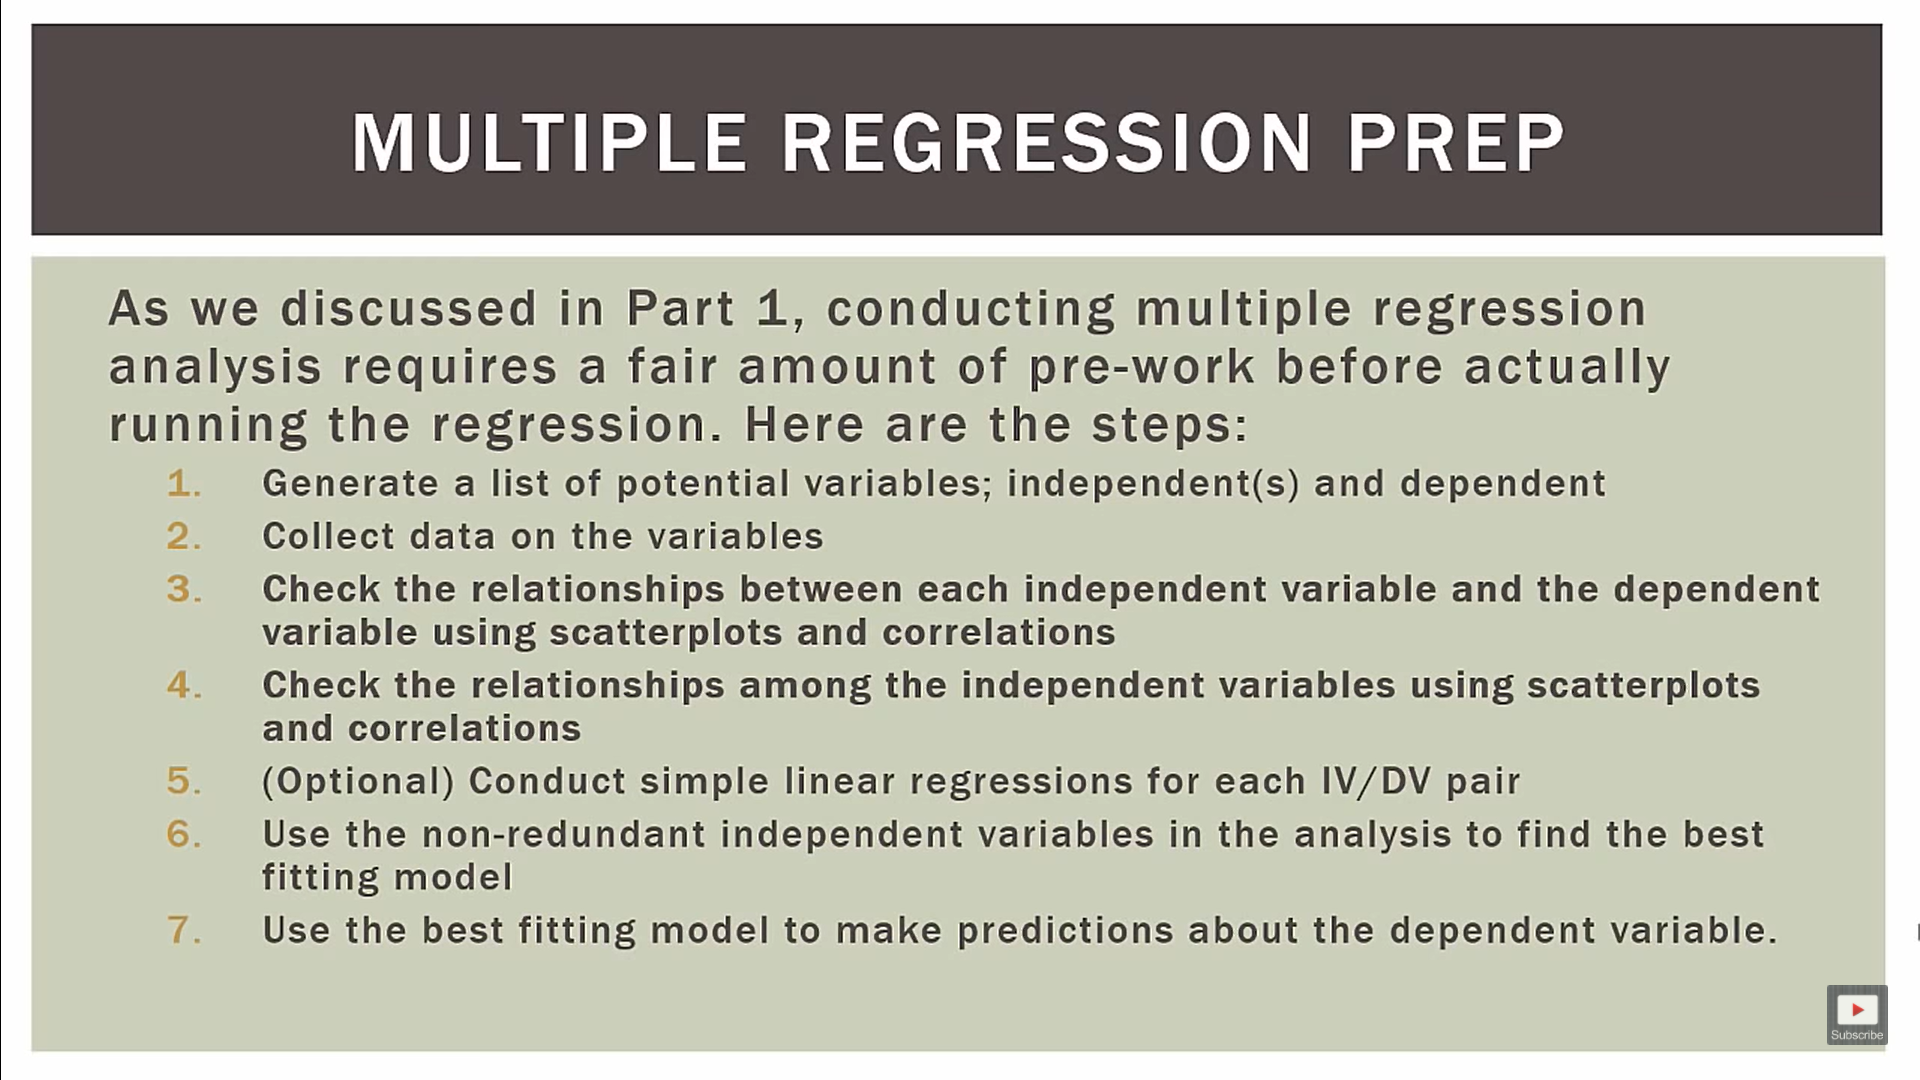 MULTIPLE REGRESSION PREP
As we discussed in Part 1, conducting multiple regression
analysis requires a fair amount of pre-work before actually
running the regression. Here are the steps:
1. Generate a list of potential variables; independent(s) and dependent
2. Collect data on the variables
3. Check the relationships between each independent variable and the dependent
variable using scatterplots and correlations
4. Check the relationships among the independent variables using scatterplots
and correlations
5. (Optional) Conduct simple linear regressions for each IV/DV pair
6. Use the non-redundant independent variables in the analysis to find the best
fitting model
7. Use the best fitting model to make predictions about the dependent variable.
Subscribe